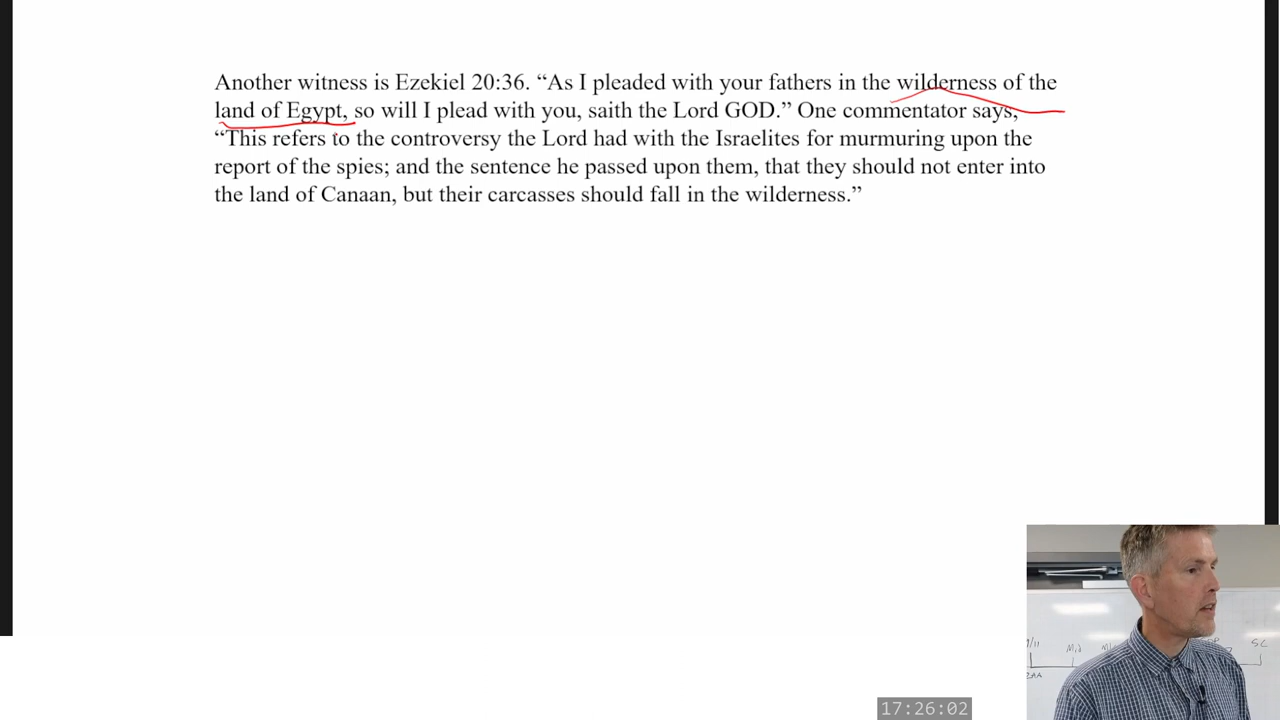 Another witness is Ezekiel 20:36. “As I pleaded with your fathers in the wilderness of the
land of Egypt, so will I plead with you, saith the Lord GOD.” One commentator says,
“This refers to the controversy the Lord had with the Israelites for murmuring upon the
report of the spies; and the sentence he passed upon them, that they should not enter into
the land of Canaan, but their carcasses should fall in the wilderness.”
9/11
SL
17:26:02